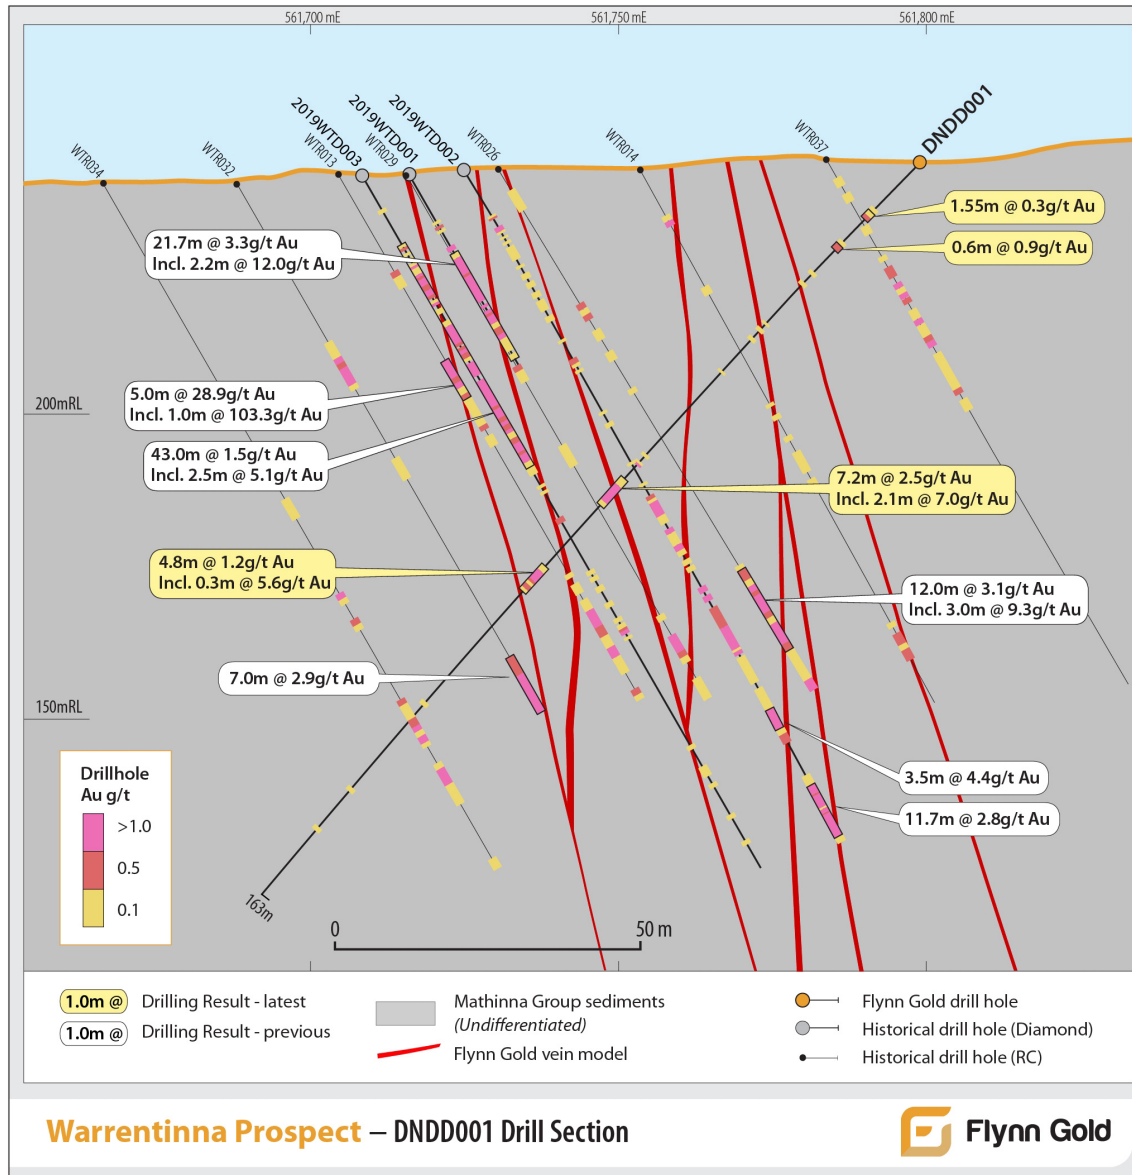 561,700 mE
561,750 mE
561,800 mE
WTR034
WTR032
2019WTD003
WTR013
2019WTD001
WTR029
2019WTD002
WTR026
WTR014
WTR037
DNDD001
1.55m @ 0.3g/t Au
0.6m @ 0.9g/t Au
21.7m @ 3.3g/t Au
Incl. 2.2m @ 12.0g/t Au
200mRL
5.0m @ 28.9g/t Au
Incl. 1.0m @ 103.3g/t Au
43.0m @ 1.5g/t Au
Incl. 2.5m @ 5.1g/t Au
7.2m @ 2.5g/t Au
Incl. 2.1m @ 7.0g/t Au
4.8m @ 1.2g/t Au
Incl. 0.3m @ 5.6g/t Au
12.0m @ 3.1g/t Au
Incl. 3.0m @ 9.3g/t Au
7.0m @ 2.9g/t Au
150mRL
3.5m @ 4.4g/t Au
11.7m @ 2.8g/t Au
Drillhole
Au g/t
>1.0
0.5
0.1
163m
0 50 m
1.0m @ Drilling Result - latest
1.0m @ Drilling Result - previous
Mathinna Group sediments
(Undifferentiated)
Flynn Gold vein model
Flynn Gold drill hole
Historical drill hole (Diamond)
Historical drill hole (RC)
Warrentinna Prospect – DNDD001 Drill Section
Flynn Gold